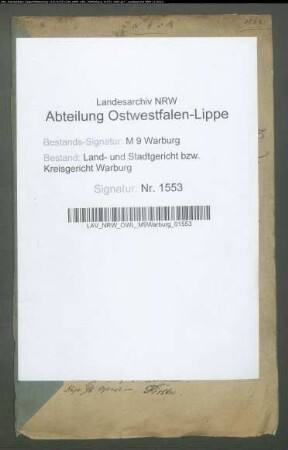 Landesarchiv NRW
Abteilung Ostwestfalen-Lippe
Bestands-Signatur: M 9 Warburg
Bestand: Land- und Stadtgericht bzw.
Kreisgericht Warburg
Signatur: Nr. 1553
LAV_NRW_OWL_M9Warburg_01553